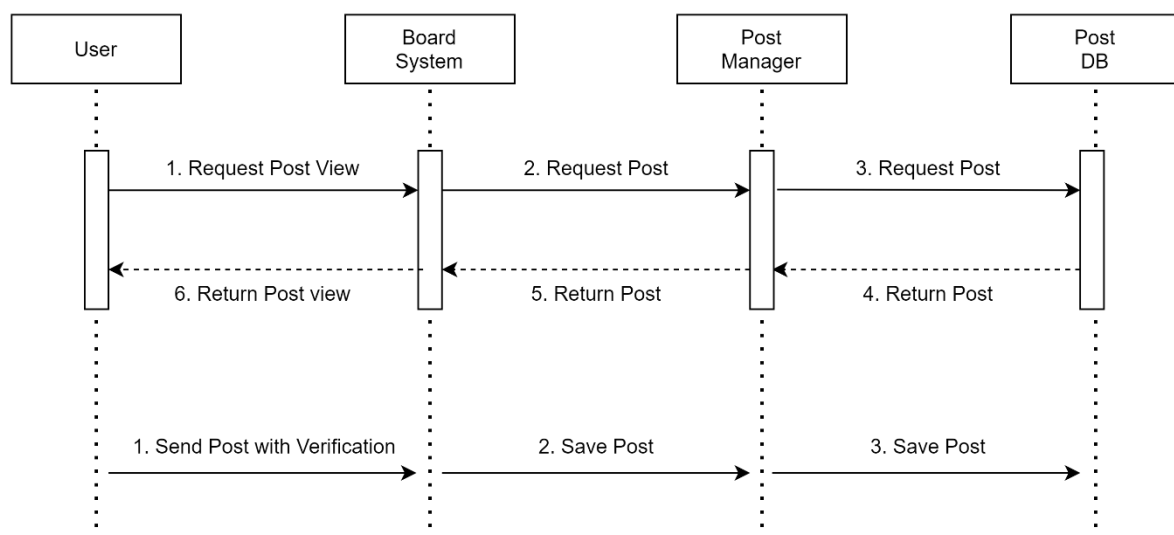 User
Board
System
Post
Manager
Post
DB
1. Request Post View
2. Request Post
3. Request Post
6. Return Post view
5. Return Post
4. Return Post
1. Send Post with Verification
2. Save Post
3. Save Post